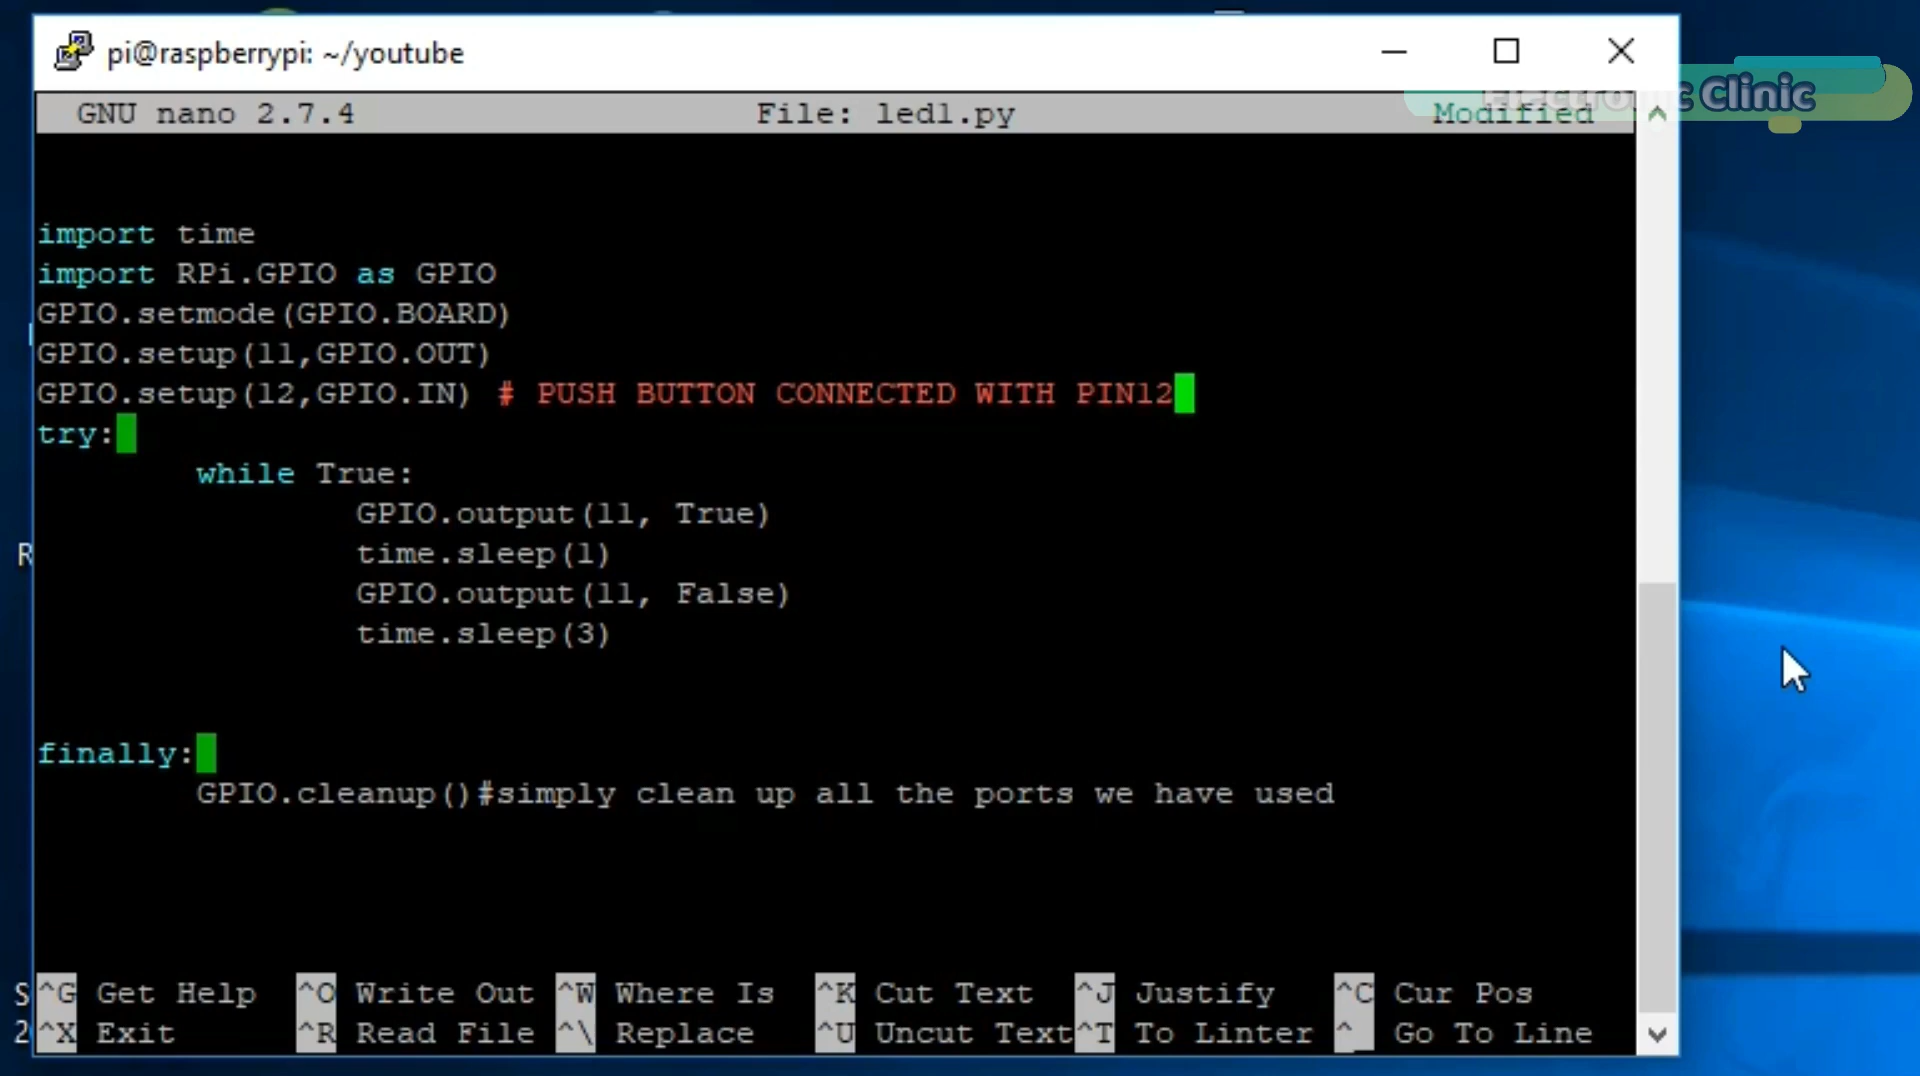 pi@raspberrypi: ~/youtube
Electronic Clinic
GNU nano 2.7.4 File: led1.py Modified
import time
import RPi.GPIO as GPIO
GPIO.setmode(GPIO.BOARD)
GPIO.setup(11,GPIO.OUT)
GPIO.setup(12,GPIO.IN) # PUSH BUTTON CONNECTED WITH PIN12
try:
while True:
GPIO.output(11, True)
time.sleep(1)
GPIO.output(11, False)
time.sleep(3)
finally:
GPIO.cleanup()#simply clean up all the ports we have used
^G Get Help ^O Write Out ^W Where Is ^K Cut Text ^J Justify ^C Cur Pos
^X Exit ^R Read File ^\ Replace ^U Uncut Text ^T To Linter ^_ Go To Line